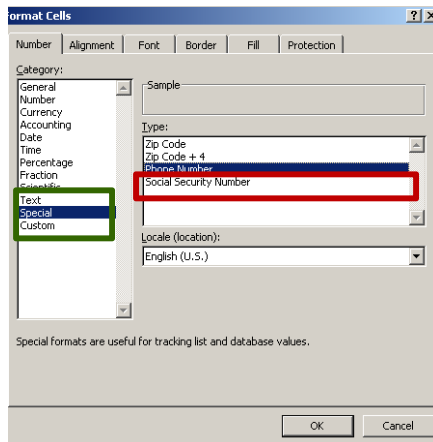 Format Cells
Number Alignment Font Border Fill Protection
Category:
General
Number
Currency
Accounting
Date
Time
Percentage
Fraction
Scientific
Text
Special
Custom
Sample
Type:
Zip Code
Zip Code + 4
Phone Number
Social Security Number
Locale (location):
English (U.S.)
Special formats are useful for tracking list and database values.
OK Cancel